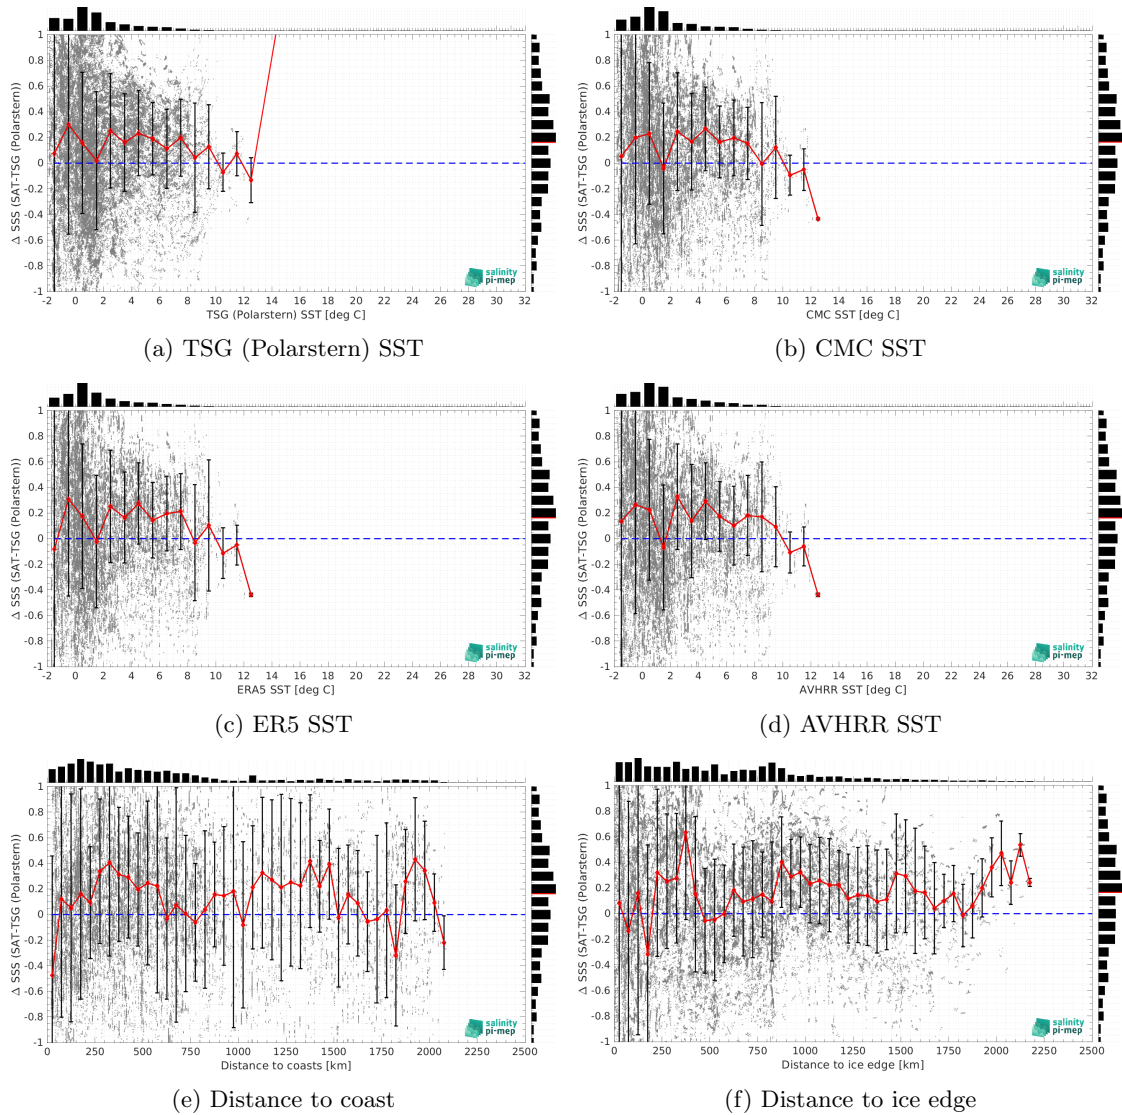 1
0.8
0.6
0.4
0.2
0
-0.2
-0.4
-0.6
-0.8
-1
Δ SSS (SAT-TSG (Polarstern))
salinity
pi-mep
-2 0 2 4 6 8 10 12 14 16 18 20 22 24 26 28 30 32
TSG (Polarstern) SST [deg C]
(a) TSG (Polarstern) SST
1
0.8
0.6
0.4
0.2
0
-0.2
-0.4
-0.6
-0.8
-1
Δ SSS (SAT-TSG (Polarstern))
salinity
pi-mep
-2 0 2 4 6 8 10 12 14 16 18 20 22 24 26 28 30 32
CMC SST [deg C]
(b) CMC SST
1
0.8
0.6
0.4
0.2
0
-0.2
-0.4
-0.6
-0.8
-1
Δ SSS (SAT-TSG (Polarstern))
salinity
pi-mep
-2 0 2 4 6 8 10 12 14 16 18 20 22 24 26 28 30 32
ERA5 SST [deg C]
(c) ER5 SST
1
0.8
0.6
0.4
0.2
0
-0.2
-0.4
-0.6
-0.8
-1
Δ SSS (SAT-TSG (Polarstern))
salinity
pi-mep
-2 0 2 4 6 8 10 12 14 16 18 20 22 24 26 28 30 32
AVHRR SST [deg C]
(d) AVHRR SST
1
0.8
0.6
0.4
0.2
0
-0.2
-0.4
-0.6
-0.8
-1
Δ SSS (SAT-TSG (Polarstern))
salinity
pi-mep
0 250 500 750 1000 1250 1500 1750 2000 2250 2500
Distance to coasts [km]
(e) Distance to coast
1
0.8
0.6
0.4
0.2
0
-0.2
-0.4
-0.6
-0.8
-1
Δ SSS (SAT-TSG (Polarstern))
salinity
pi-mep
0 250 500 750 1000 1250 1500 1750 2000 2250 2500
Distance to ice edge [km]
(f) Distance to ice edge